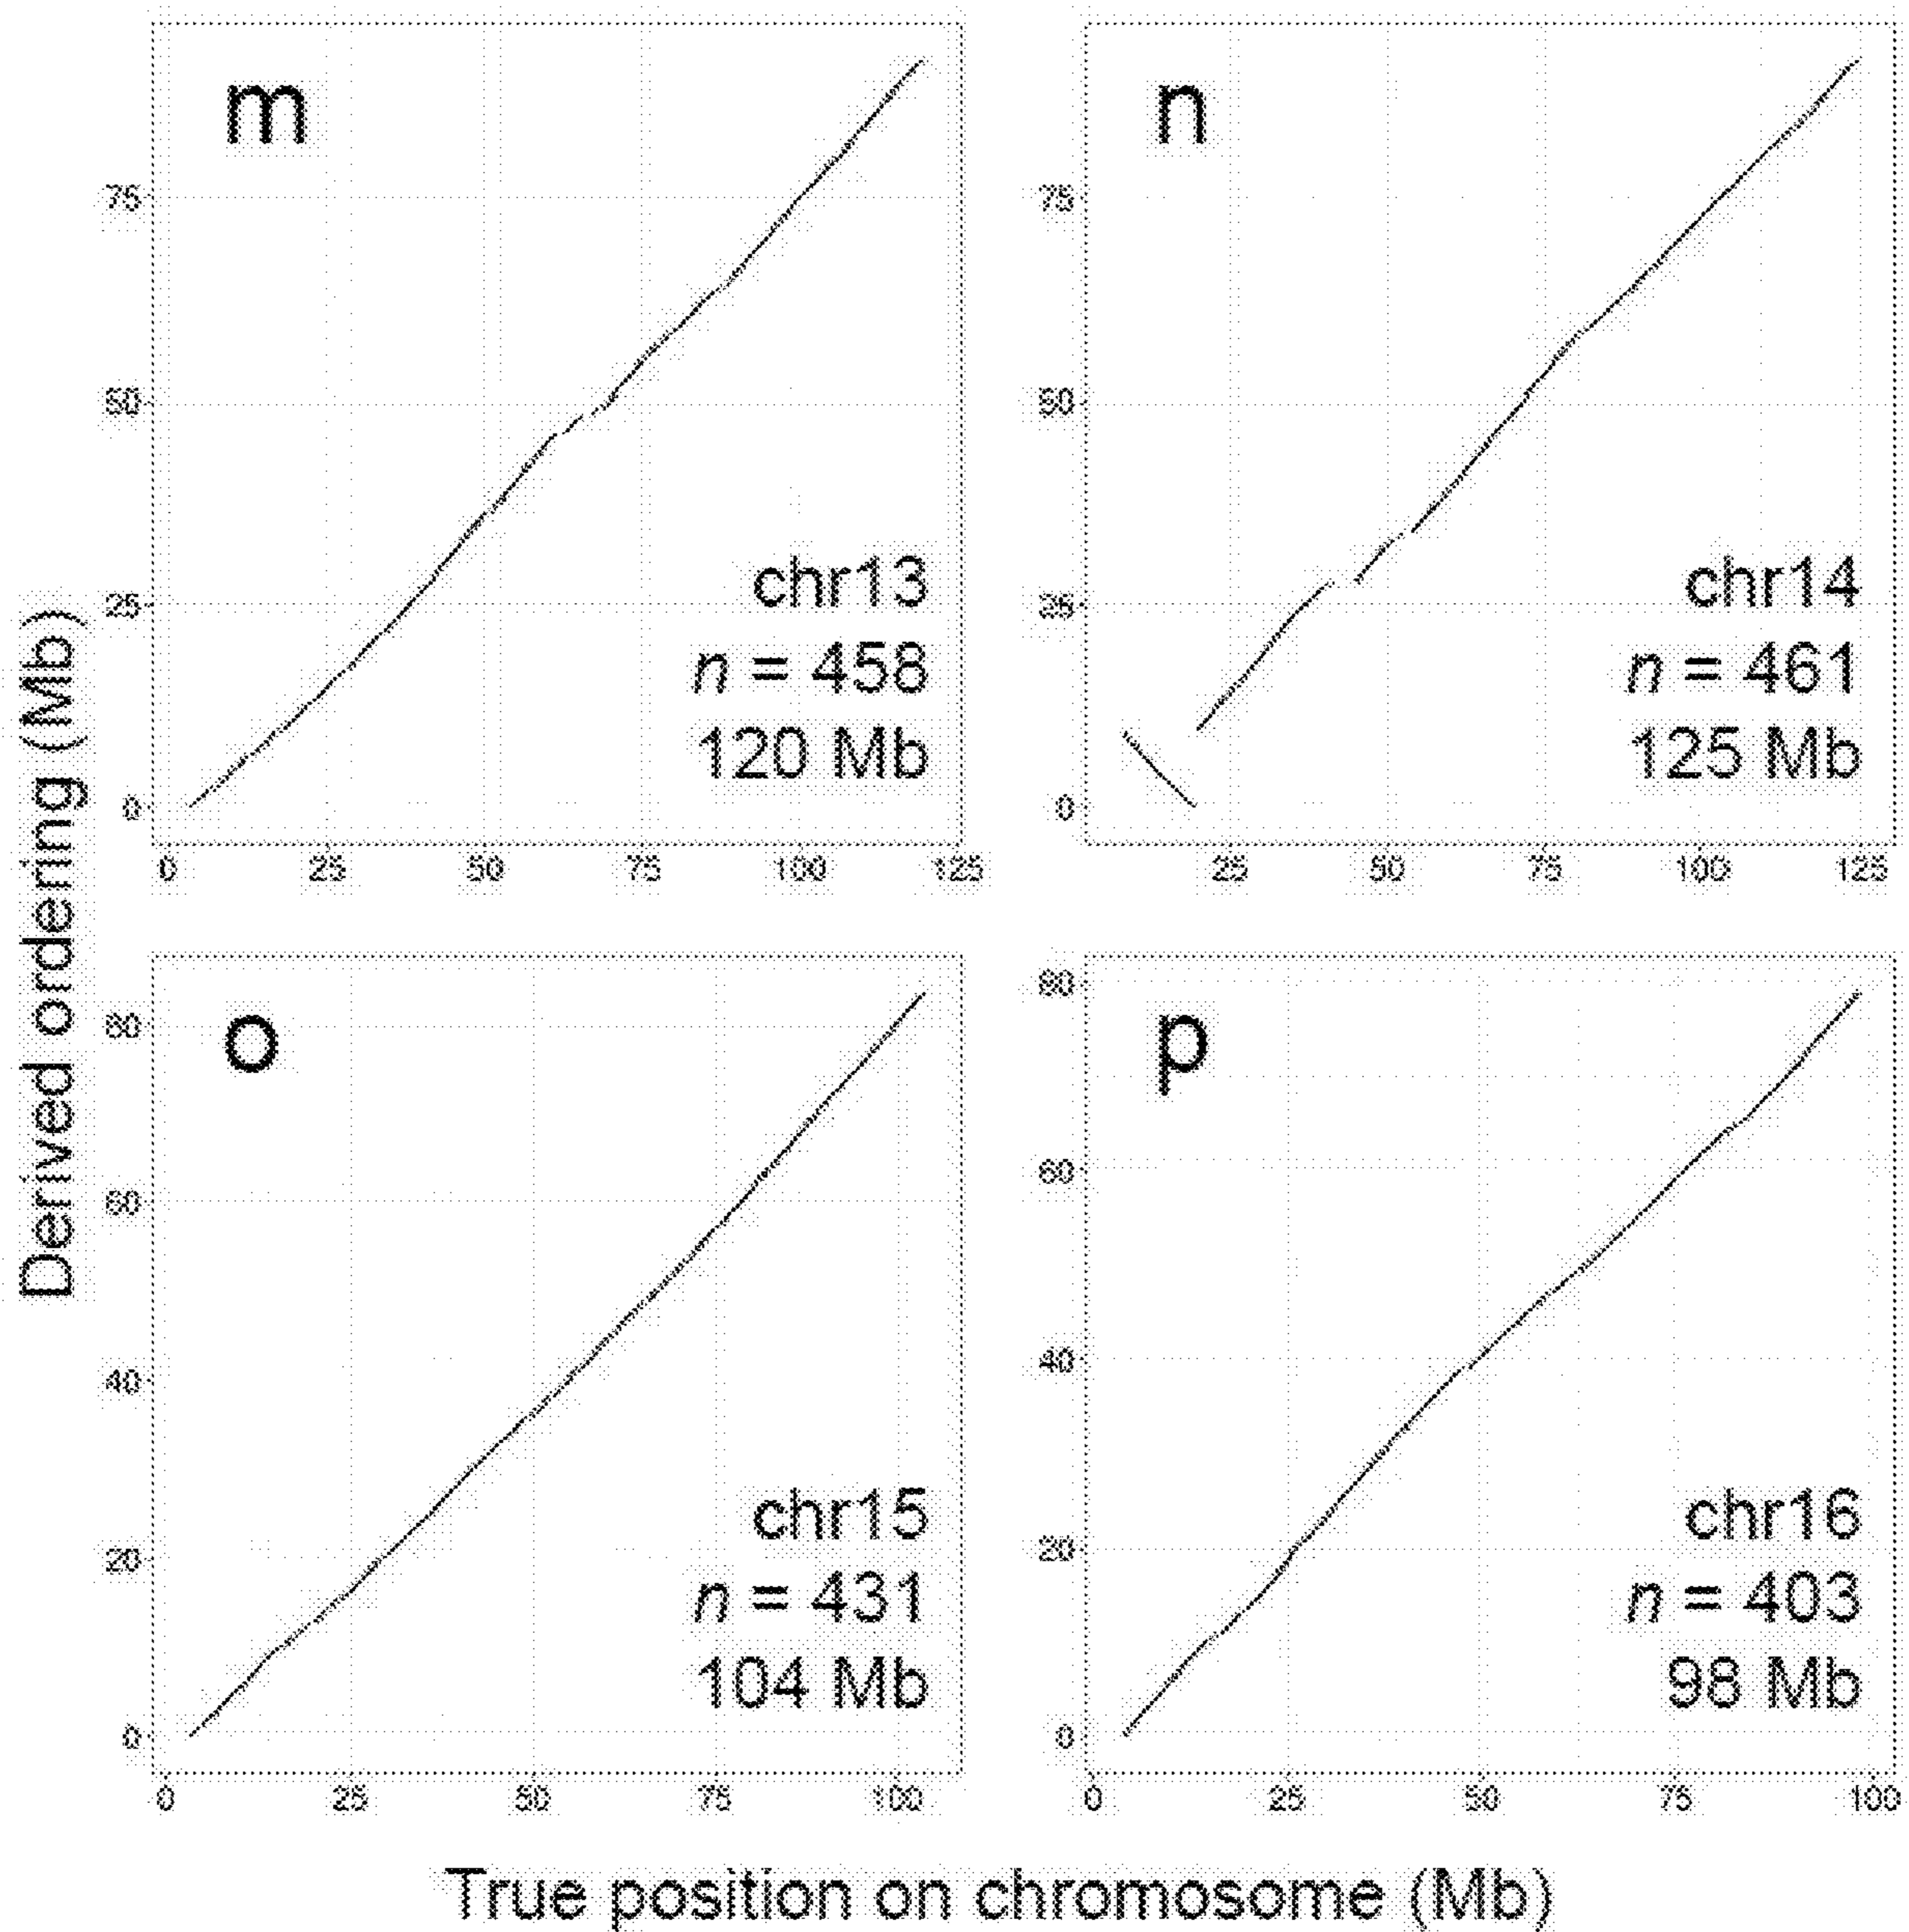 Derived ordering (Mb)
m
75
50
25
0
chr13
n = 458
120 Mb
0 25 50 75 100 125
n
75
50
25
0
chr14
n = 461
125 Mb
25 50 75 100 125
o
80
60
40
20
0
chr15
n = 431
104 Mb
0 25 50 75 100
p
80
60
40
20
0
chr16
n = 403
98 Mb
0 25 50 75 100
True position on chromosome (Mb)